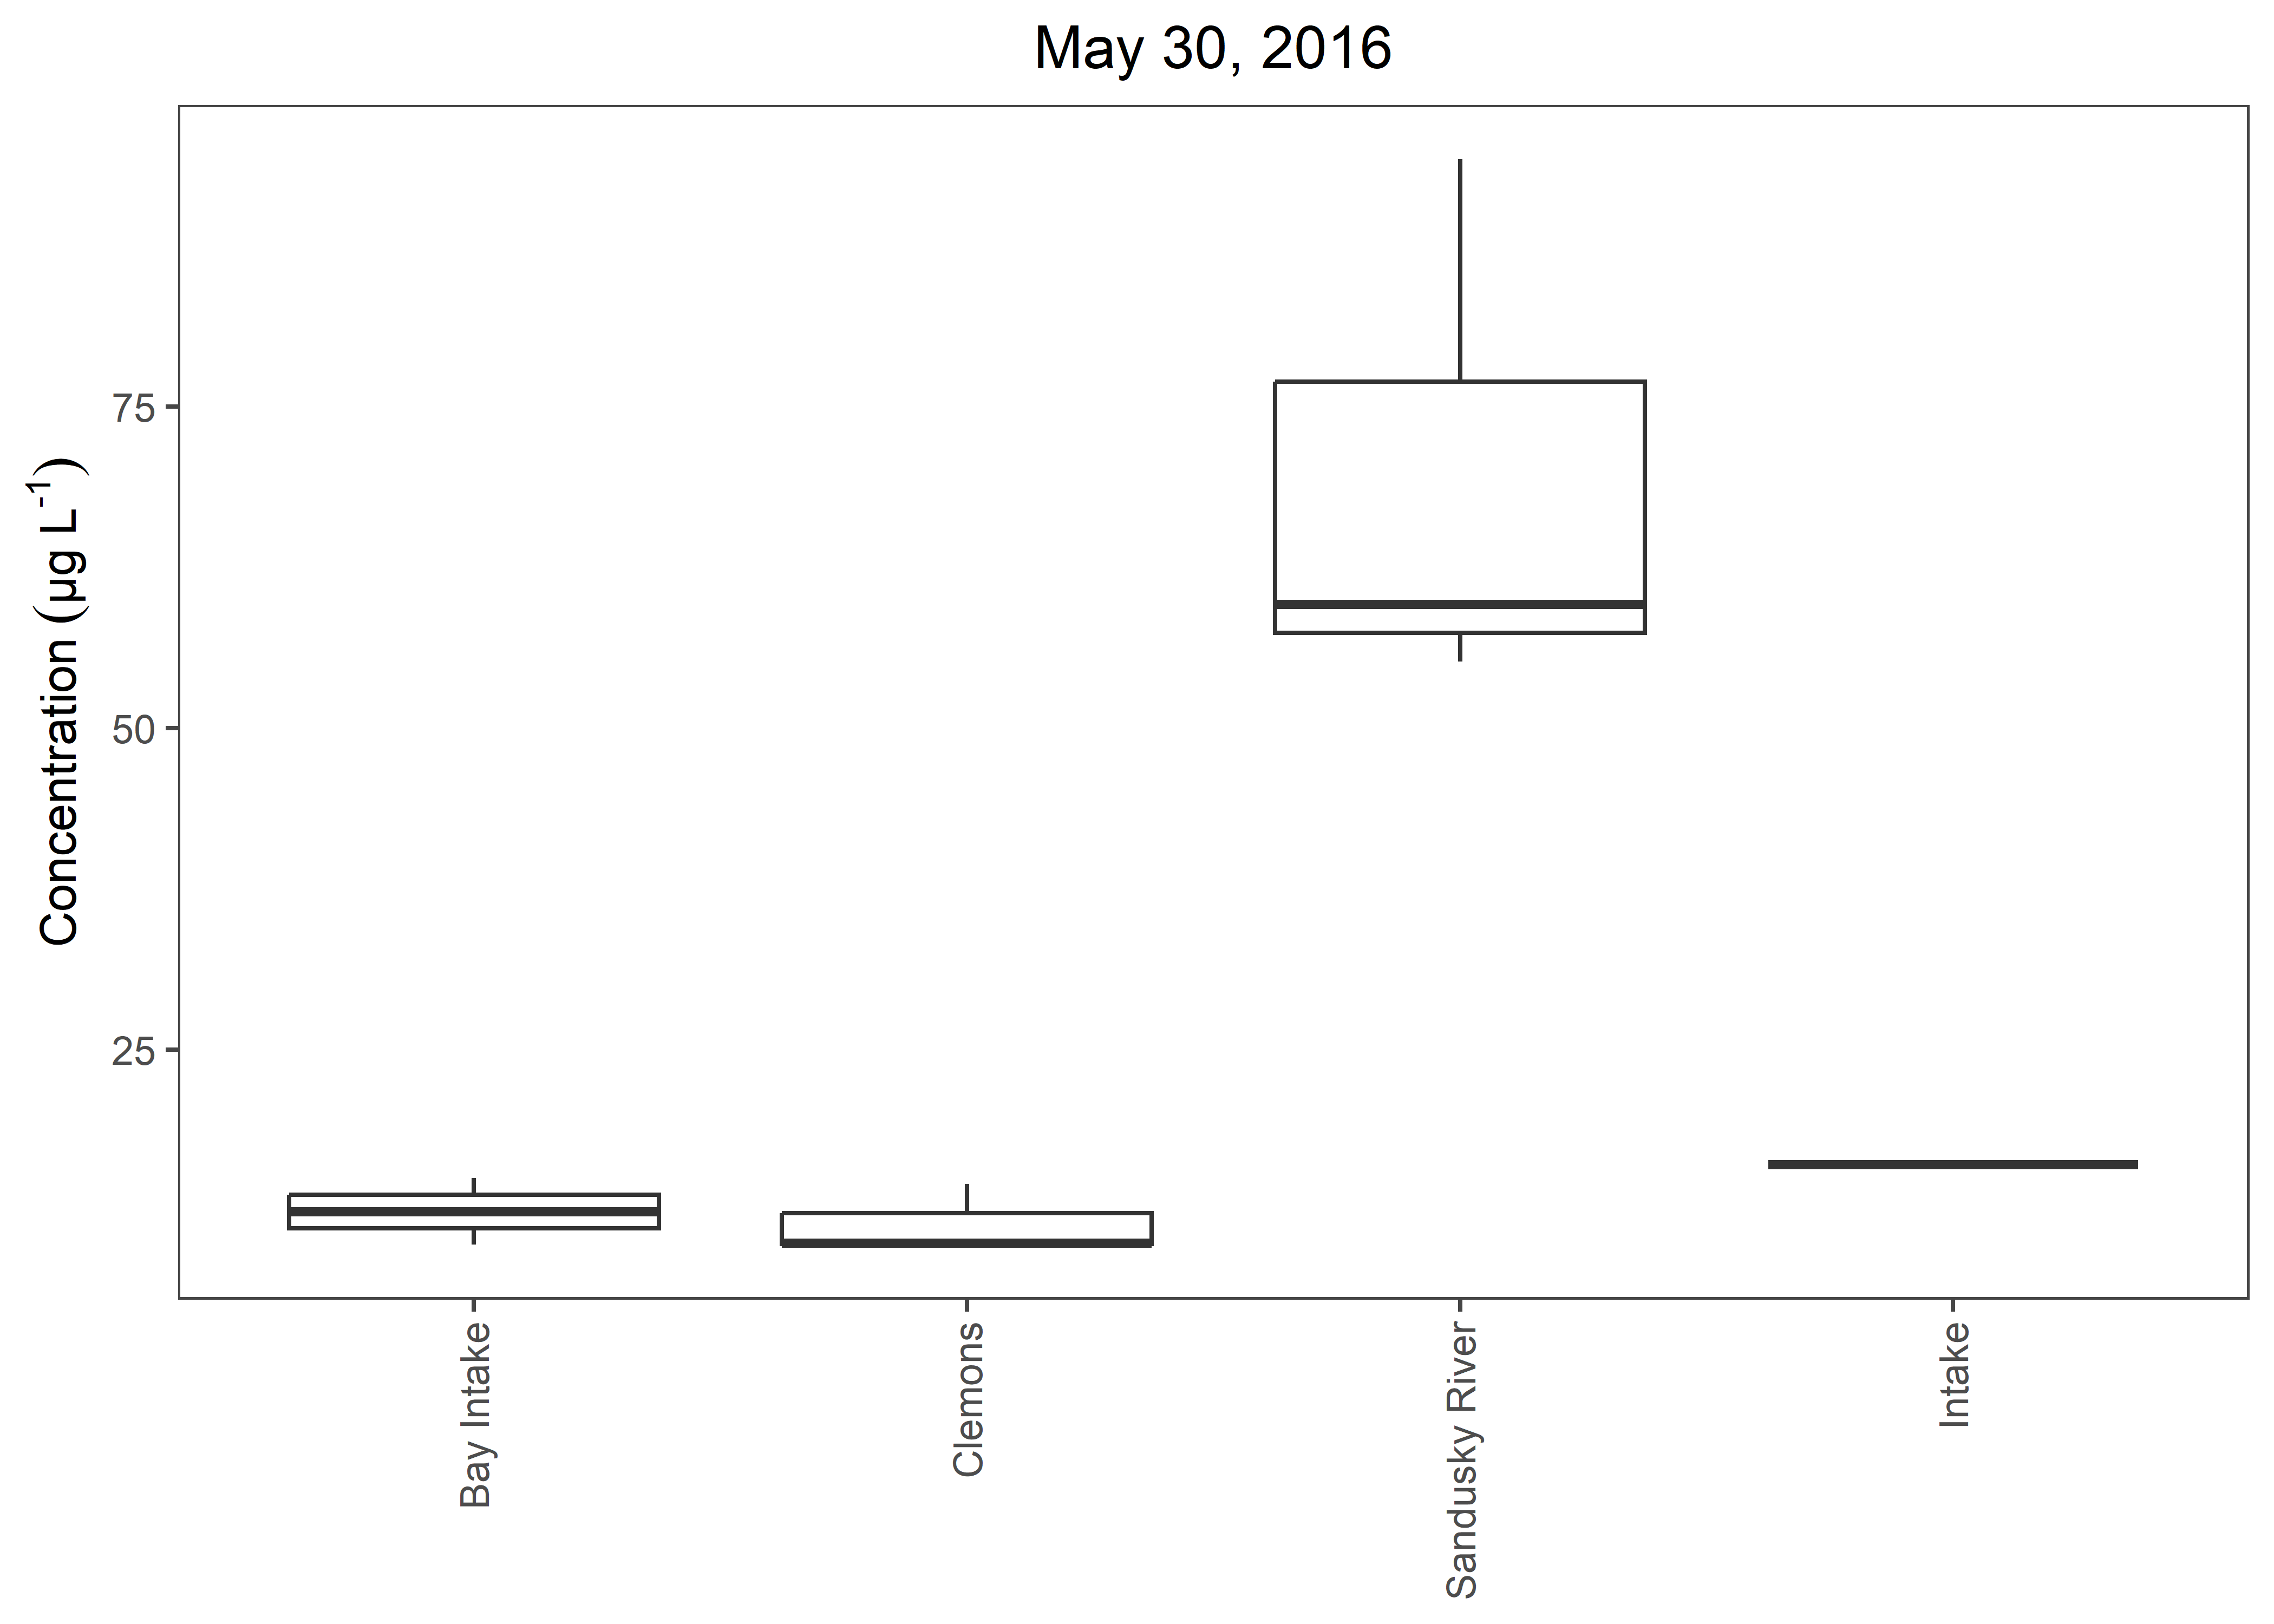 May 30, 2016
Concentration (µg L⁻¹)
75
50
25
Bay Intake
Clemons
Sandusky River
Intake